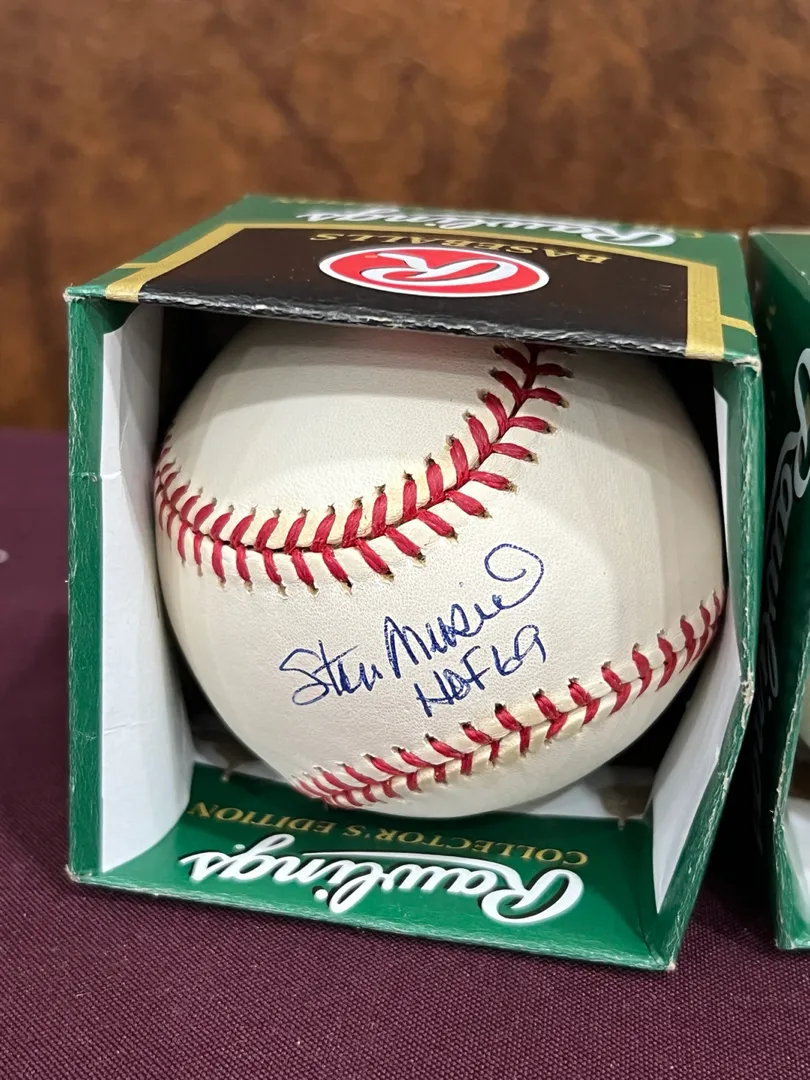 Rawlings
BASEBALLS
R
Stan Musial
HOF 69
COLLECTOR'S EDITION
Rawlings